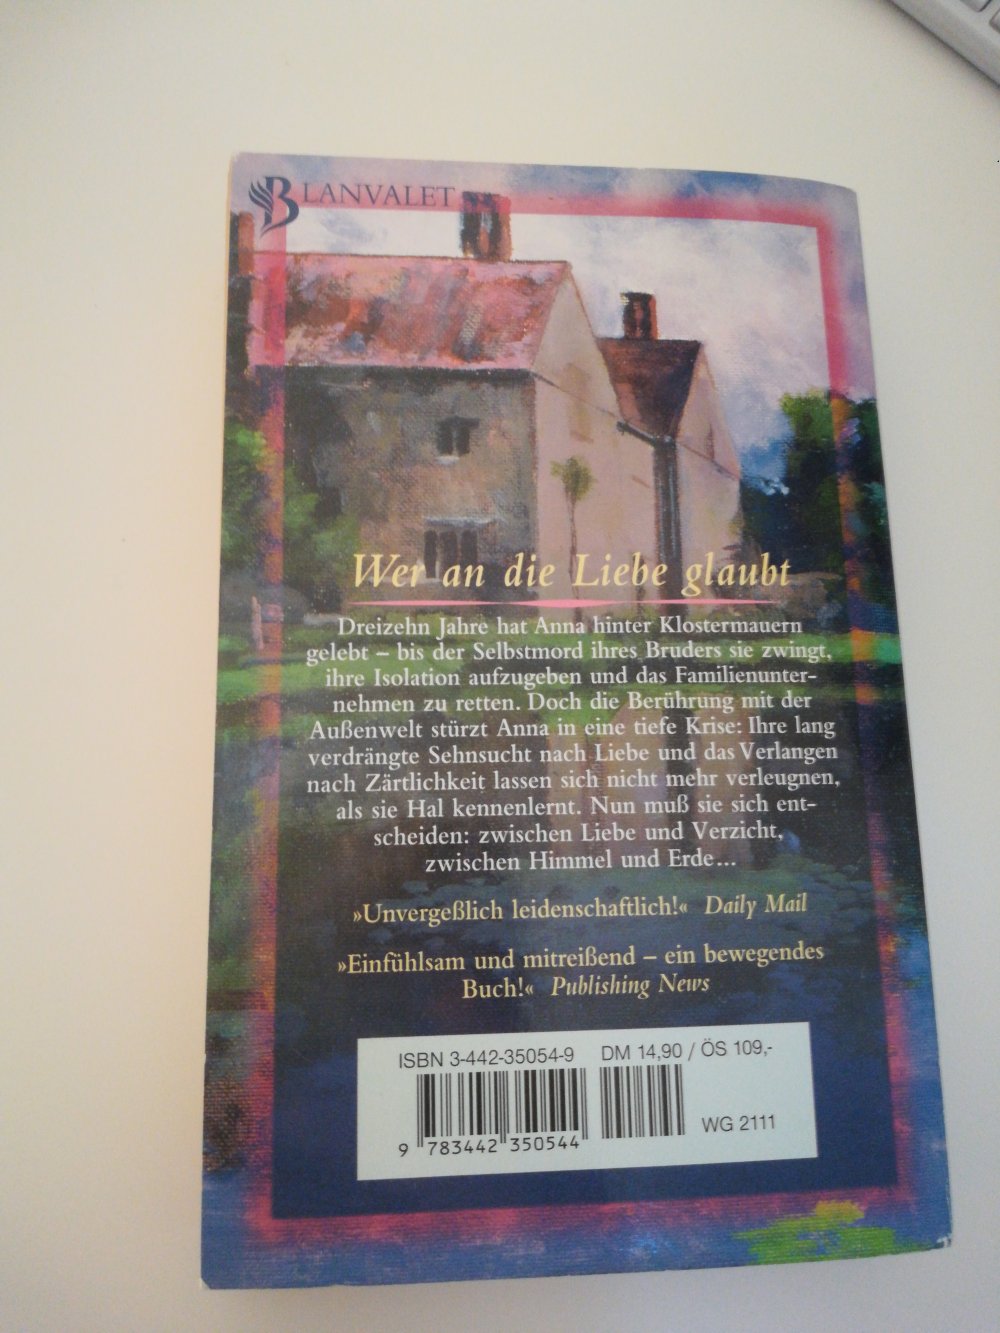 BLANVALET
Wer an die Liebe glaubt
Dreizehn Jahre hat Anna hinter Klostermauern
gelebt – bis der Selbstmord ihres Bruders sie zwingt,
ihre Isolation aufzugeben und das Familienunter-
nehmen zu retten. Doch die Berührung mit der
Außenwelt stürzt Anna in eine tiefe Krise: Ihre lang
verdrängte Sehnsucht nach Liebe und das Verlangen
nach Zärtlichkeit lassen sich nicht mehr verleugnen,
als sie Hal kennenlernt. Nun muß sie sich ent-
scheiden: zwischen Liebe und Verzicht,
zwischen Himmel und Erde...
»Unvergeßlich leidenschaftlich!« Daily Mail
»Einfühlsam und mitreißend – ein bewegendes
Buch!« Publishing News
ISBN 3-442-35054-9 DM 14,90 / ÖS 109,-
WG 2111
9 783442 350544